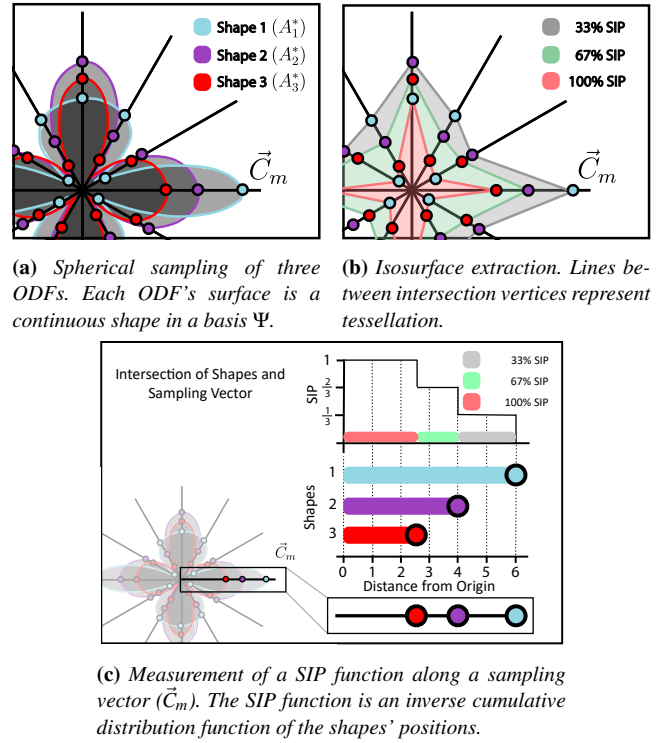 Shape 1 (A₁*)
Shape 2 (A₂*)
Shape 3 (A₃*)
C⃗ₘ
33% SIP
67% SIP
100% SIP
C⃗ₘ
(a) Spherical sampling of three
ODFs. Each ODF's surface is a
continuous shape in a basis Ψ.
(b) Isosurface extraction. Lines be-
tween intersection vertices represent
tessellation.
Intersection of Shapes and
Sampling Vector
SIP
1
2/3
1/3
33% SIP
67% SIP
100% SIP
Shapes
1
2
3
0 1 2 3 4 5 6
Distance from Origin
C⃗ₘ
(c) Measurement of a SIP function along a sampling
vector (C⃗ₘ). The SIP function is an inverse cumulative
distribution function of the shapes' positions.